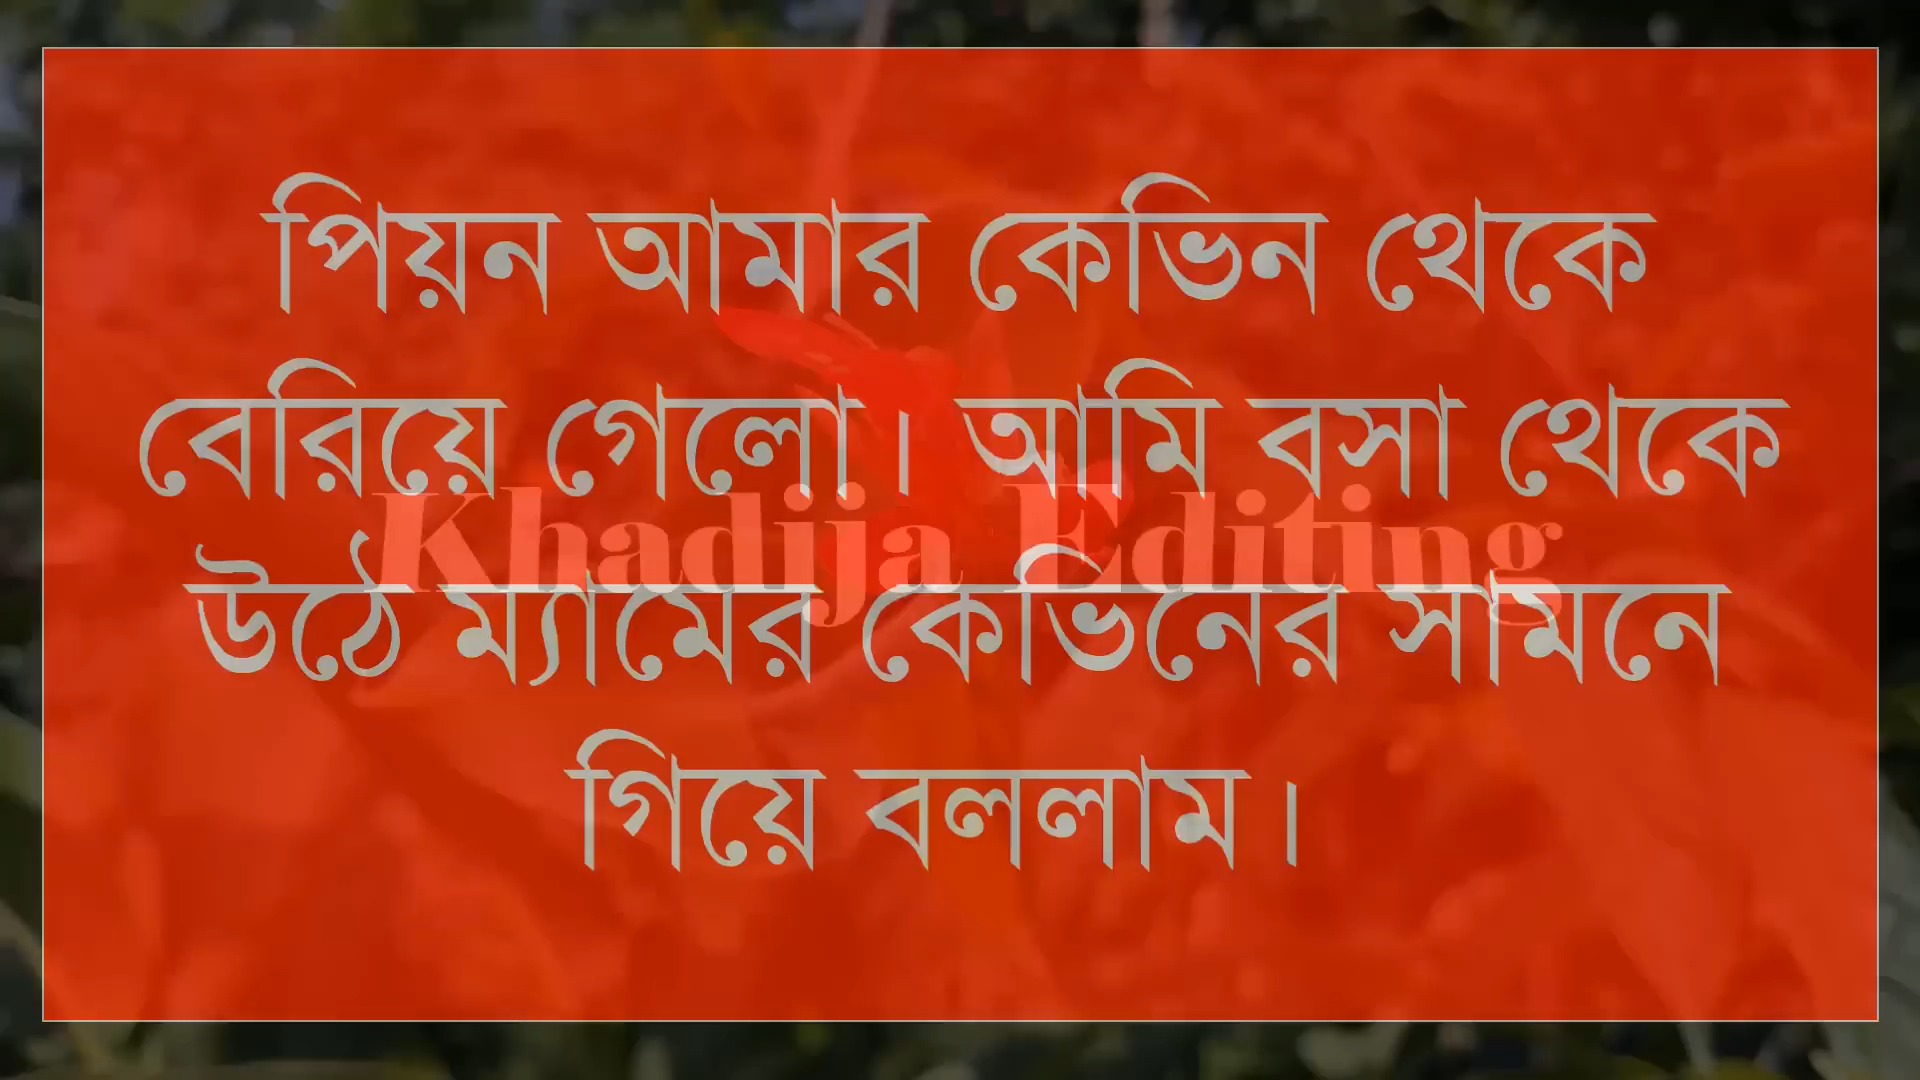 পিয়ন আমার কেভিন থেকে
বেরিয়ে গেলো। আমি বসা থেকে
Khadija Editing
উঠে ম্যামের কেভিনের সামনে
গিয়ে বললাম।